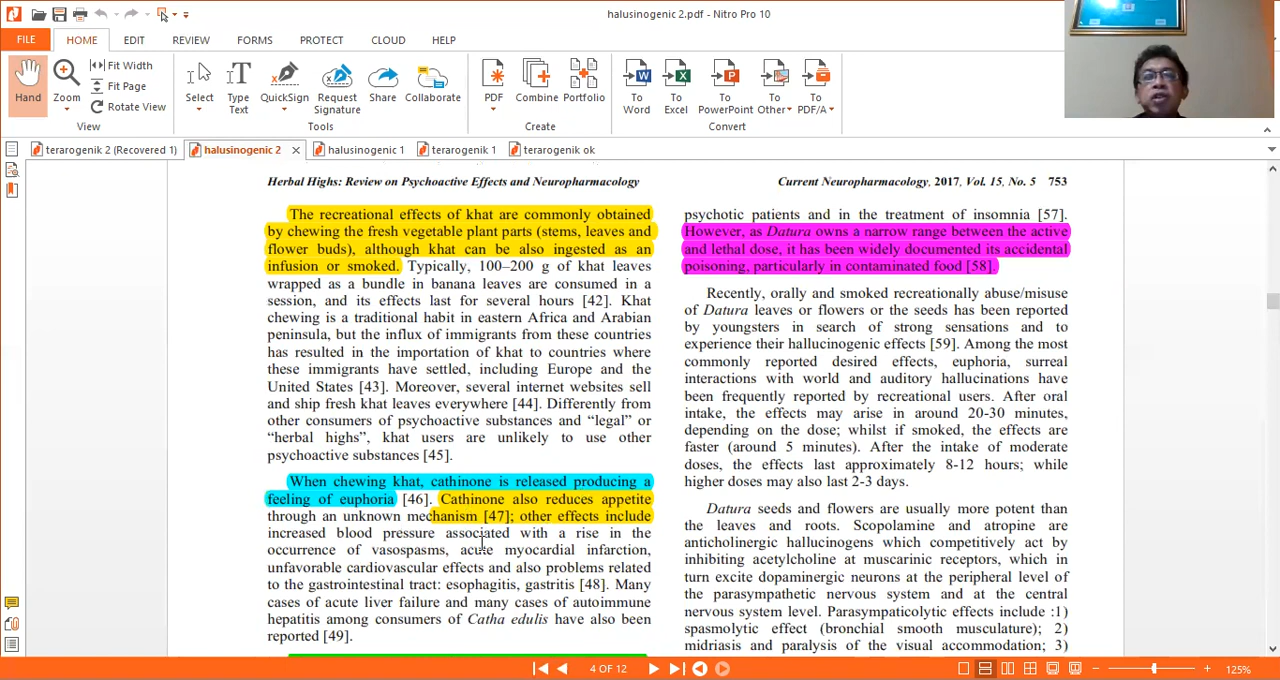 halusinogenic 2.pdf - Nitro Pro 10
FILE HOME EDIT REVIEW FORMS PROTECT CLOUD HELP
Hand
Zoom
Fit Width
Fit Page
Rotate View
View
Select
Type Text
QuickSign
Request Signature
Share
Collaborate
Tools
PDF
Combine
Portfolio
Create
To Word
To Excel
To PowerPoint
To Other
To PDF/A
Convert
terarogenik 2 (Recovered 1)
halusinogenic 2
halusinogenic 1
terarogenik 1
terarogenik ok
Herbal Highs: Review on Psychoactive Effects and Neuropharmacology
Current Neuropharmacology, 2017, Vol. 15, No. 5 753
The recreational effects of khat are commonly obtained
by chewing the fresh vegetable plant parts (stems, leaves and
flower buds), although khat can be also ingested as an
infusion or smoked. Typically, 100–200 g of khat leaves
wrapped as a bundle in banana leaves are consumed in a
session, and its effects last for several hours [42]. Khat
chewing is a traditional habit in eastern Africa and Arabian
peninsula, but the influx of immigrants from these countries
has resulted in the importation of khat to countries where
these immigrants have settled, including Europe and the
United States [43]. Moreover, several internet websites sell
and ship fresh khat leaves everywhere [44]. Differently from
other consumers of psychoactive substances and “legal” or
“herbal highs”, khat users are unlikely to use other
psychoactive substances [45].
When chewing khat, cathinone is released producing a
feeling of euphoria [46]. Cathinone also reduces appetite
through an unknown mechanism [47]; other effects include
increased blood pressure associated with a rise in the
occurrence of vasospasms, acute myocardial infarction,
unfavorable cardiovascular effects and also problems related
to the gastrointestinal tract: esophagitis, gastritis [48]. Many
cases of acute liver failure and many cases of autoimmune
hepatitis among consumers of Catha edulis have also been
reported [49].
psychotic patients and in the treatment of insomnia [57].
However, as Datura owns a narrow range between the active
and lethal dose, it has been widely documented its accidental
poisoning, particularly in contaminated food [58].
Recently, orally and smoked recreationally abuse/misuse
of Datura leaves or flowers or the seeds has been reported
by youngsters in search of strong sensations and to
experience their hallucinogenic effects [59]. Among the most
commonly reported desired effects, euphoria, surreal
interactions with world and auditory hallucinations have
been frequently reported by recreational users. After oral
intake, the effects may arise in around 20-30 minutes,
depending on the dose; whilst if smoked, the effects are
faster (around 5 minutes). After the intake of moderate
doses, the effects last approximately 8-12 hours; while
higher doses may also last 2-3 days.
Datura seeds and flowers are usually more potent than
the leaves and roots. Scopolamine and atropine are
anticholinergic hallucinogens which competitively act by
inhibiting acetylcholine at muscarinic receptors, which in
turn excite dopaminergic neurons at the peripheral level of
the parasympathetic nervous system and at the central
nervous system level. Parasympaticolytic effects include :1)
spasmolytic effect (bronchial smooth musculature); 2)
midriasis and paralysis of the visual accommodation; 3)
4 OF 12
125%